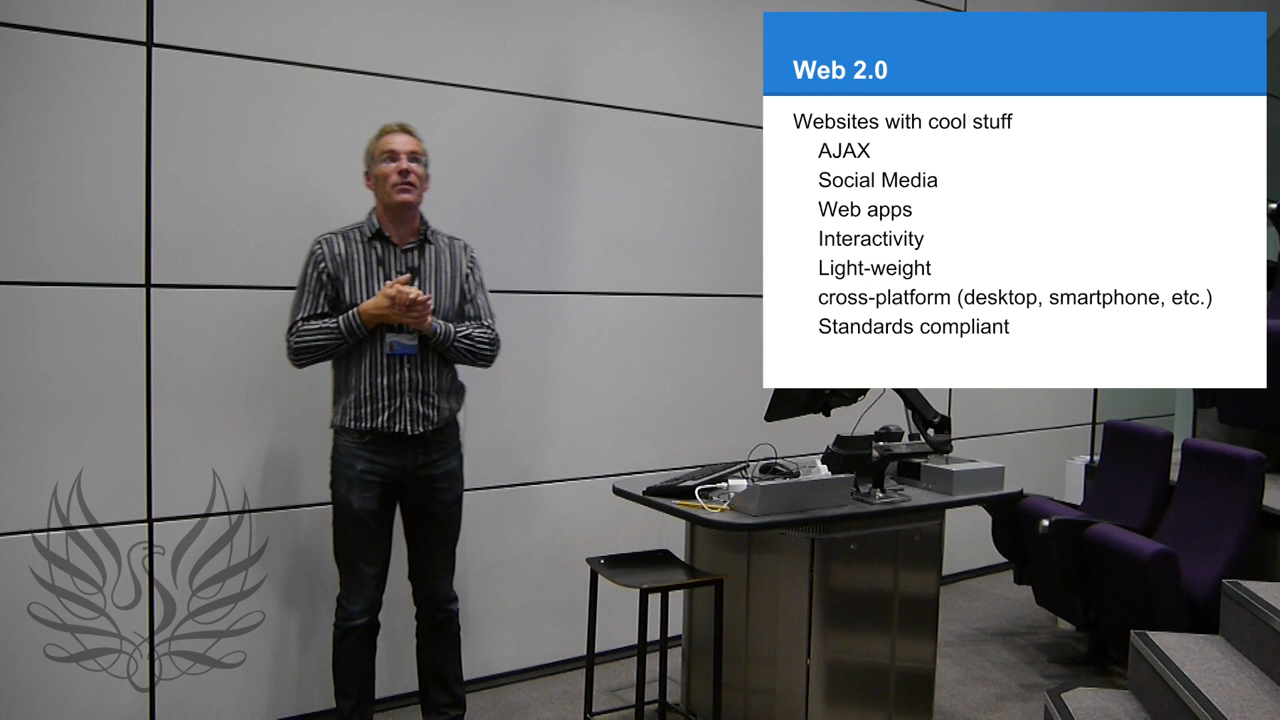 Web 2.0
Websites with cool stuff
AJAX
Social Media
Web apps
Interactivity
Light-weight
cross-platform (desktop, smartphone, etc.)
Standards compliant